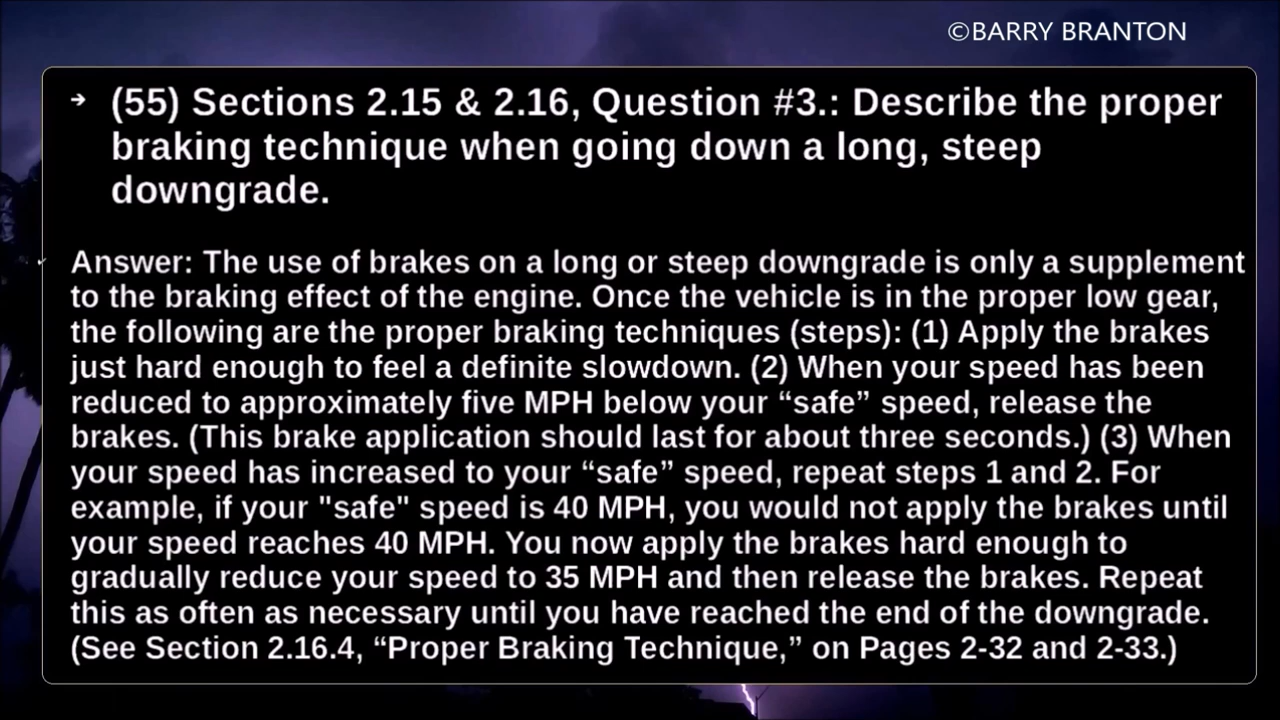 ©BARRY BRANTON
➔ (55) Sections 2.15 & 2.16, Question #3.: Describe the proper
braking technique when going down a long, steep
downgrade.
✓ Answer: The use of brakes on a long or steep downgrade is only a supplement
to the braking effect of the engine. Once the vehicle is in the proper low gear,
the following are the proper braking techniques (steps): (1) Apply the brakes
just hard enough to feel a definite slowdown. (2) When your speed has been
reduced to approximately five MPH below your “safe” speed, release the
brakes. (This brake application should last for about three seconds.) (3) When
your speed has increased to your “safe” speed, repeat steps 1 and 2. For
example, if your "safe" speed is 40 MPH, you would not apply the brakes until
your speed reaches 40 MPH. You now apply the brakes hard enough to
gradually reduce your speed to 35 MPH and then release the brakes. Repeat
this as often as necessary until you have reached the end of the downgrade.
(See Section 2.16.4, “Proper Braking Technique,” on Pages 2-32 and 2-33.)